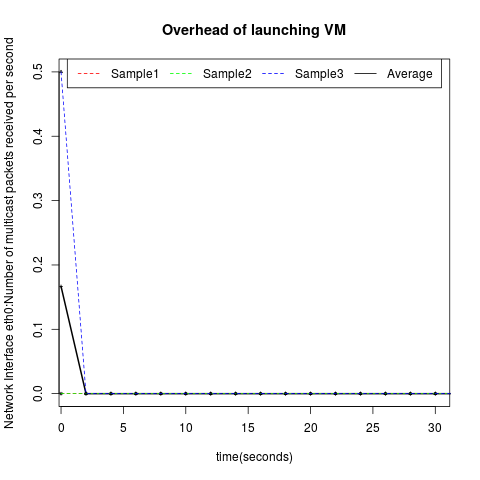 Overhead of launching VM
Sample1 Sample2 Sample3 Average
Network Interface eth0:Number of multicast packets received per second
0.5
0.4
0.3
0.2
0.1
0.0
0 5 10 15 20 25 30
time(seconds)